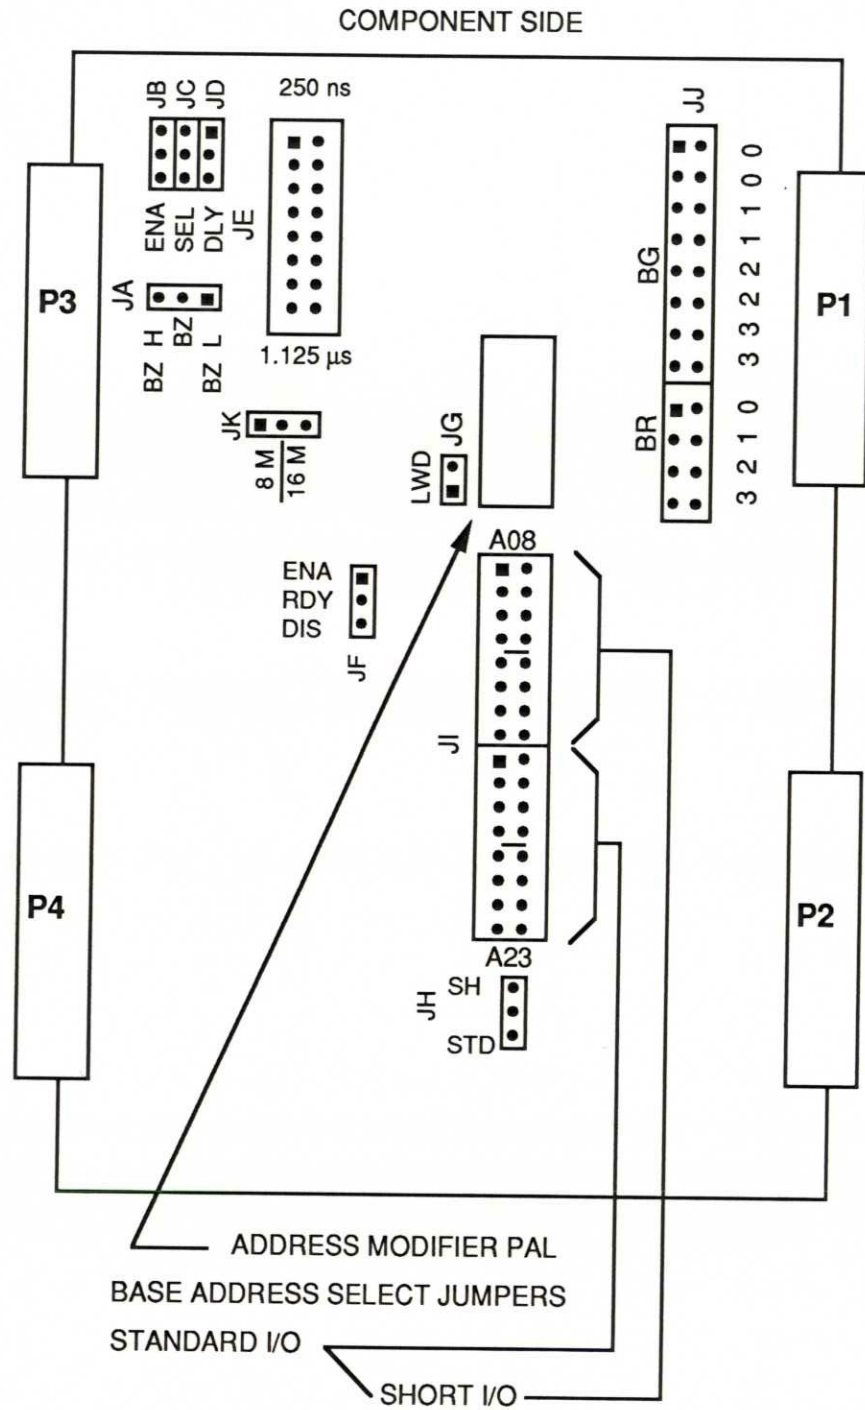 COMPONENT SIDE
JB
JC
JD
250 ns
JJ
0
0
1
1
2
2
3
3
ENA
SEL
DLY
JE
BG
P3
P1
JA
BZ H
BZ
BZ L
1.125 µs
JK
8 M
16 M
JG
LWD
BR
0
1
2
3
A08
ENA
RDY
DIS
JF
JI
P4
P2
A23
JH
SH
STD
ADDRESS MODIFIER PAL
BASE ADDRESS SELECT JUMPERS
STANDARD I/O
SHORT I/O